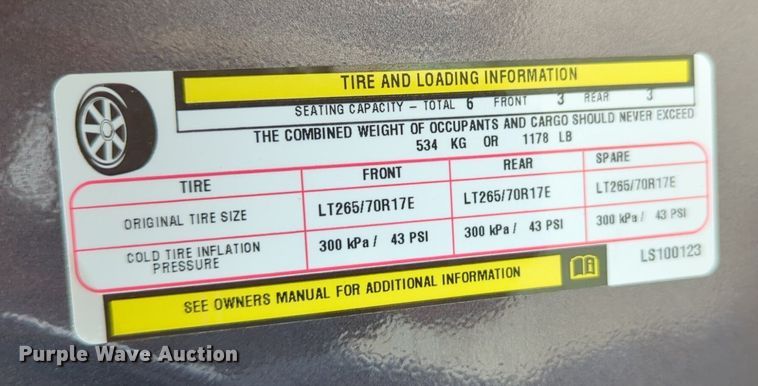 TIRE AND LOADING INFORMATION
SEATING CAPACITY – TOTAL 6 FRONT 3 REAR 3
THE COMBINED WEIGHT OF OCCUPANTS AND CARGO SHOULD NEVER EXCEED
534 KG OR 1178 LB
TIRE FRONT REAR SPARE
ORIGINAL TIRE SIZE LT265/70R17E LT265/70R17E LT265/70R17E
COLD TIRE INFLATION
PRESSURE 300 kPa / 43 PSI 300 kPa / 43 PSI 300 kPa / 43 PSI
SEE OWNERS MANUAL FOR ADDITIONAL INFORMATION
LS100123
Purple Wave Auction